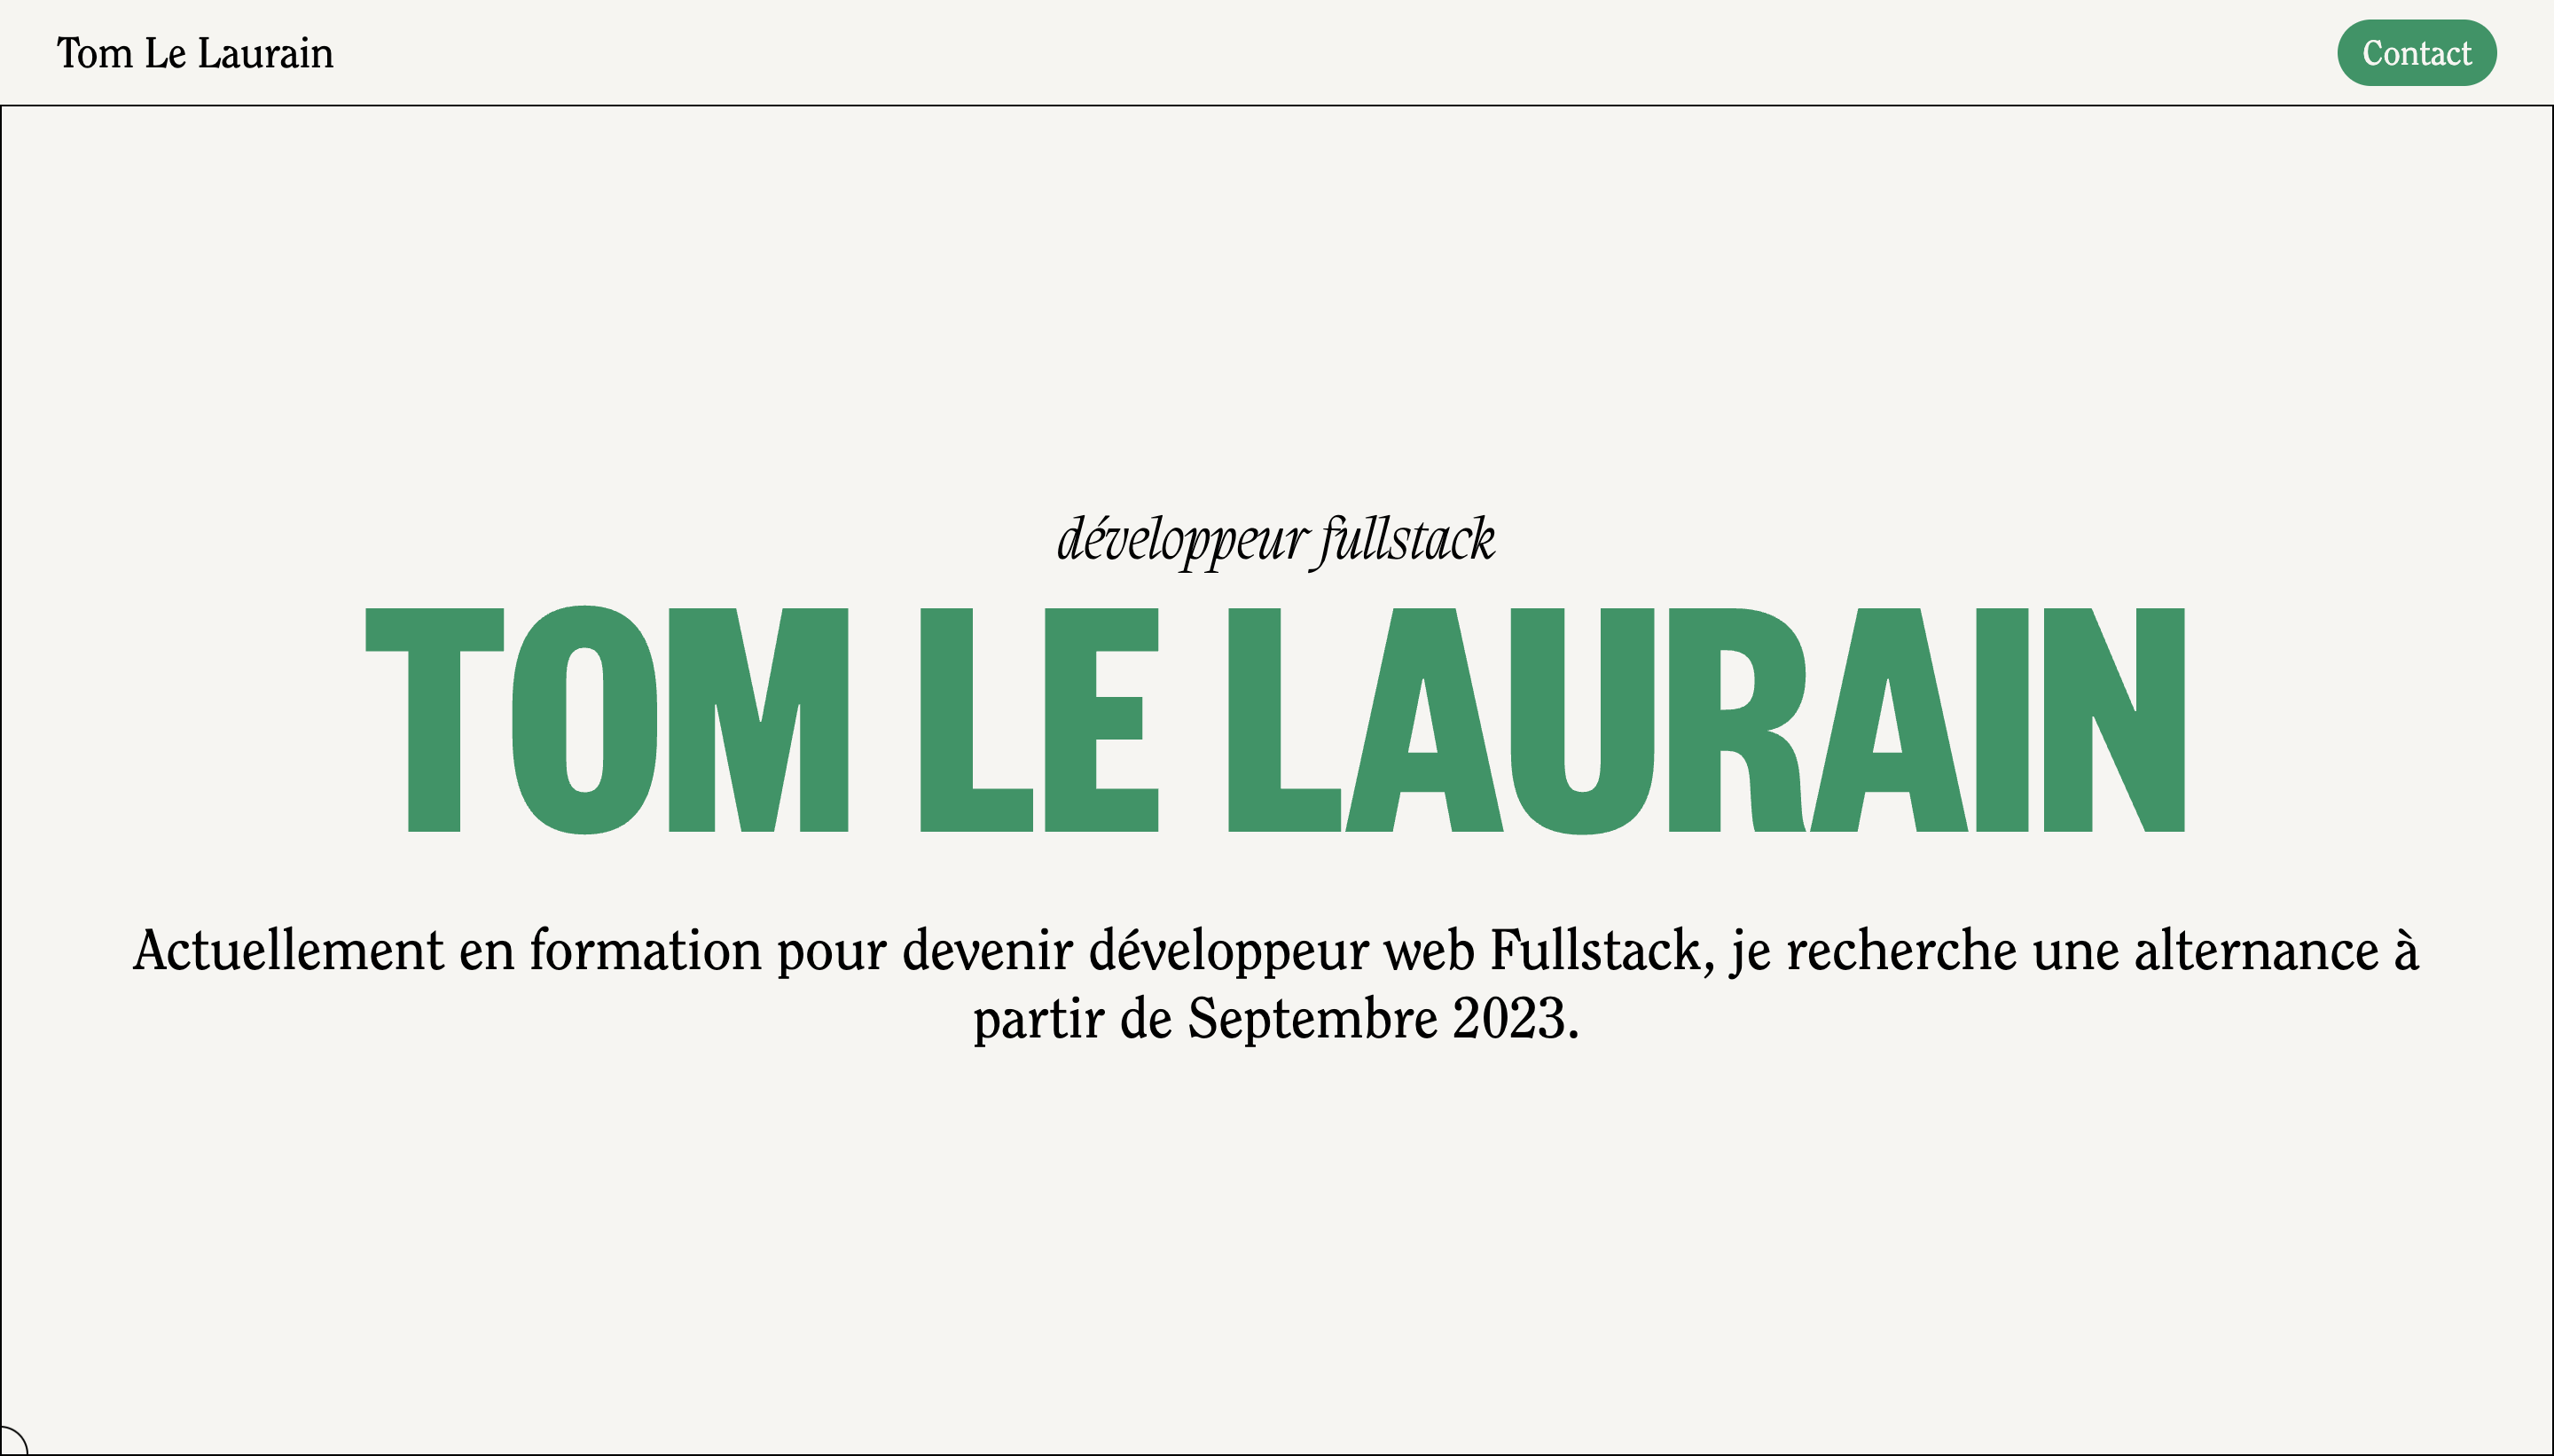 Tom Le Laurain
Contact
développeur fullstack
TOM LE LAURAIN
Actuellement en formation pour devenir développeur web Fullstack, je recherche une alternance à
partir de Septembre 2023.